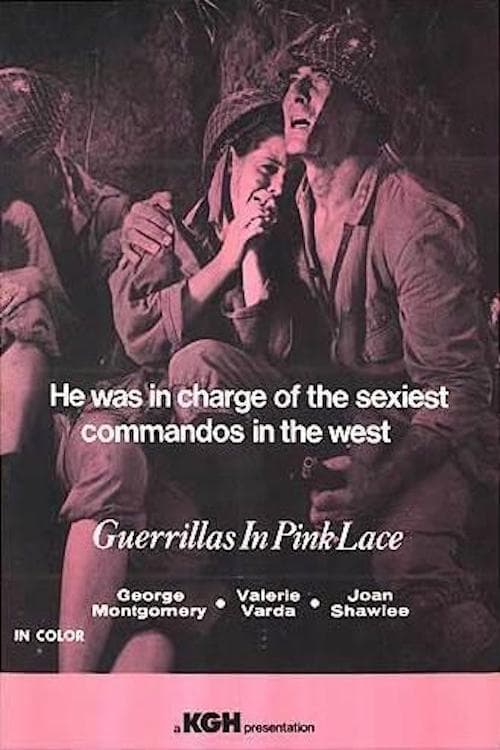 He was in charge of the sexiest
commandos in the west
Guerrillas In Pink Lace
George Montgomery • Valerie Varda • Joan Shawlee
IN COLOR
a KGH presentation